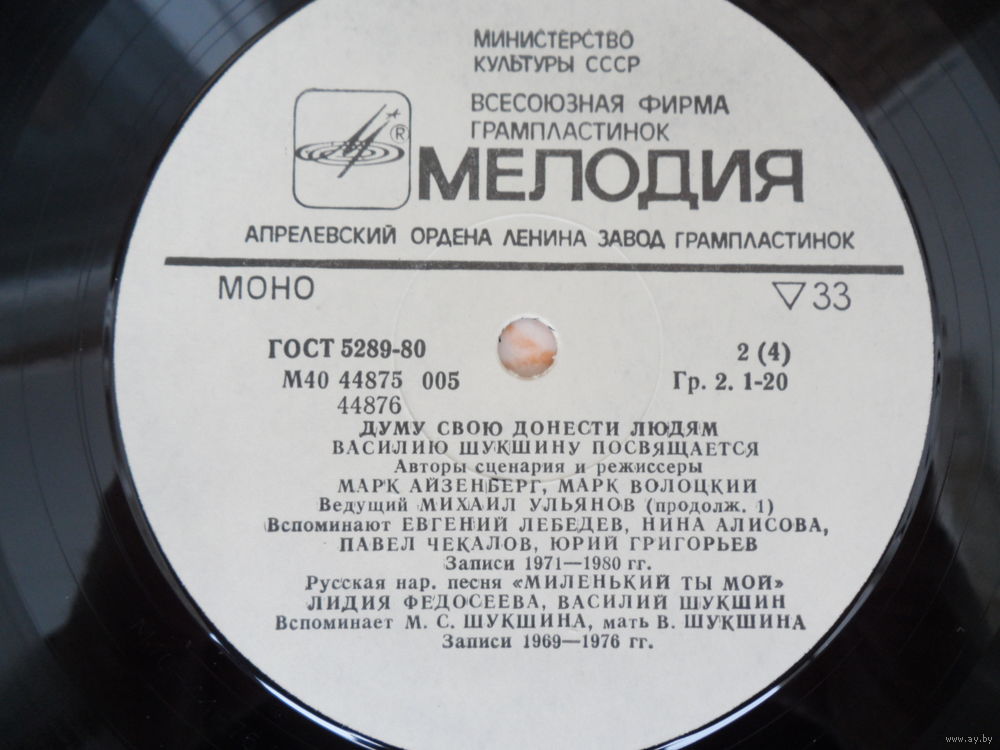 МИНИСТЕРСТВО
КУЛЬТУРЫ СССР
ВСЕСОЮЗНАЯ ФИРМА
ГРАМПЛАСТИНОК
®
МЕЛОДИЯ
АПРЕЛЕВСКИЙ ОРДЕНА ЛЕНИНА ЗАВОД ГРАМПЛАСТИНОК
МОНО ▽33
ГОСТ 5289-80 2 (4)
М40 44875 005 Гр. 2. 1-20
44876
ДУМУ СВОЮ ДОНЕСТИ ЛЮДЯМ
ВАСИЛИЮ ШУКШИНУ ПОСВЯЩАЕТСЯ
Авторы сценария и режиссеры
МАРК АЙЗЕНБЕРГ, МАРК ВОЛОЦКИЙ
Ведущий МИХАИЛ УЛЬЯНОВ (продолж. 1)
Вспоминают ЕВГЕНИЙ ЛЕБЕДЕВ, НИНА АЛИСОВА,
ПАВЕЛ ЧЕКАЛОВ, ЮРИЙ ГРИГОРЬЕВ
Записи 1971—1980 гг.
Русская нар. песня «МИЛЕНЬКИЙ ТЫ МОЙ»
ЛИДИЯ ФЕДОСЕЕВА, ВАСИЛИЙ ШУКШИН
Вспоминает М. С. ШУКШИНА, мать В. ШУКШИНА
Записи 1969—1976 гг.
www.ay.by